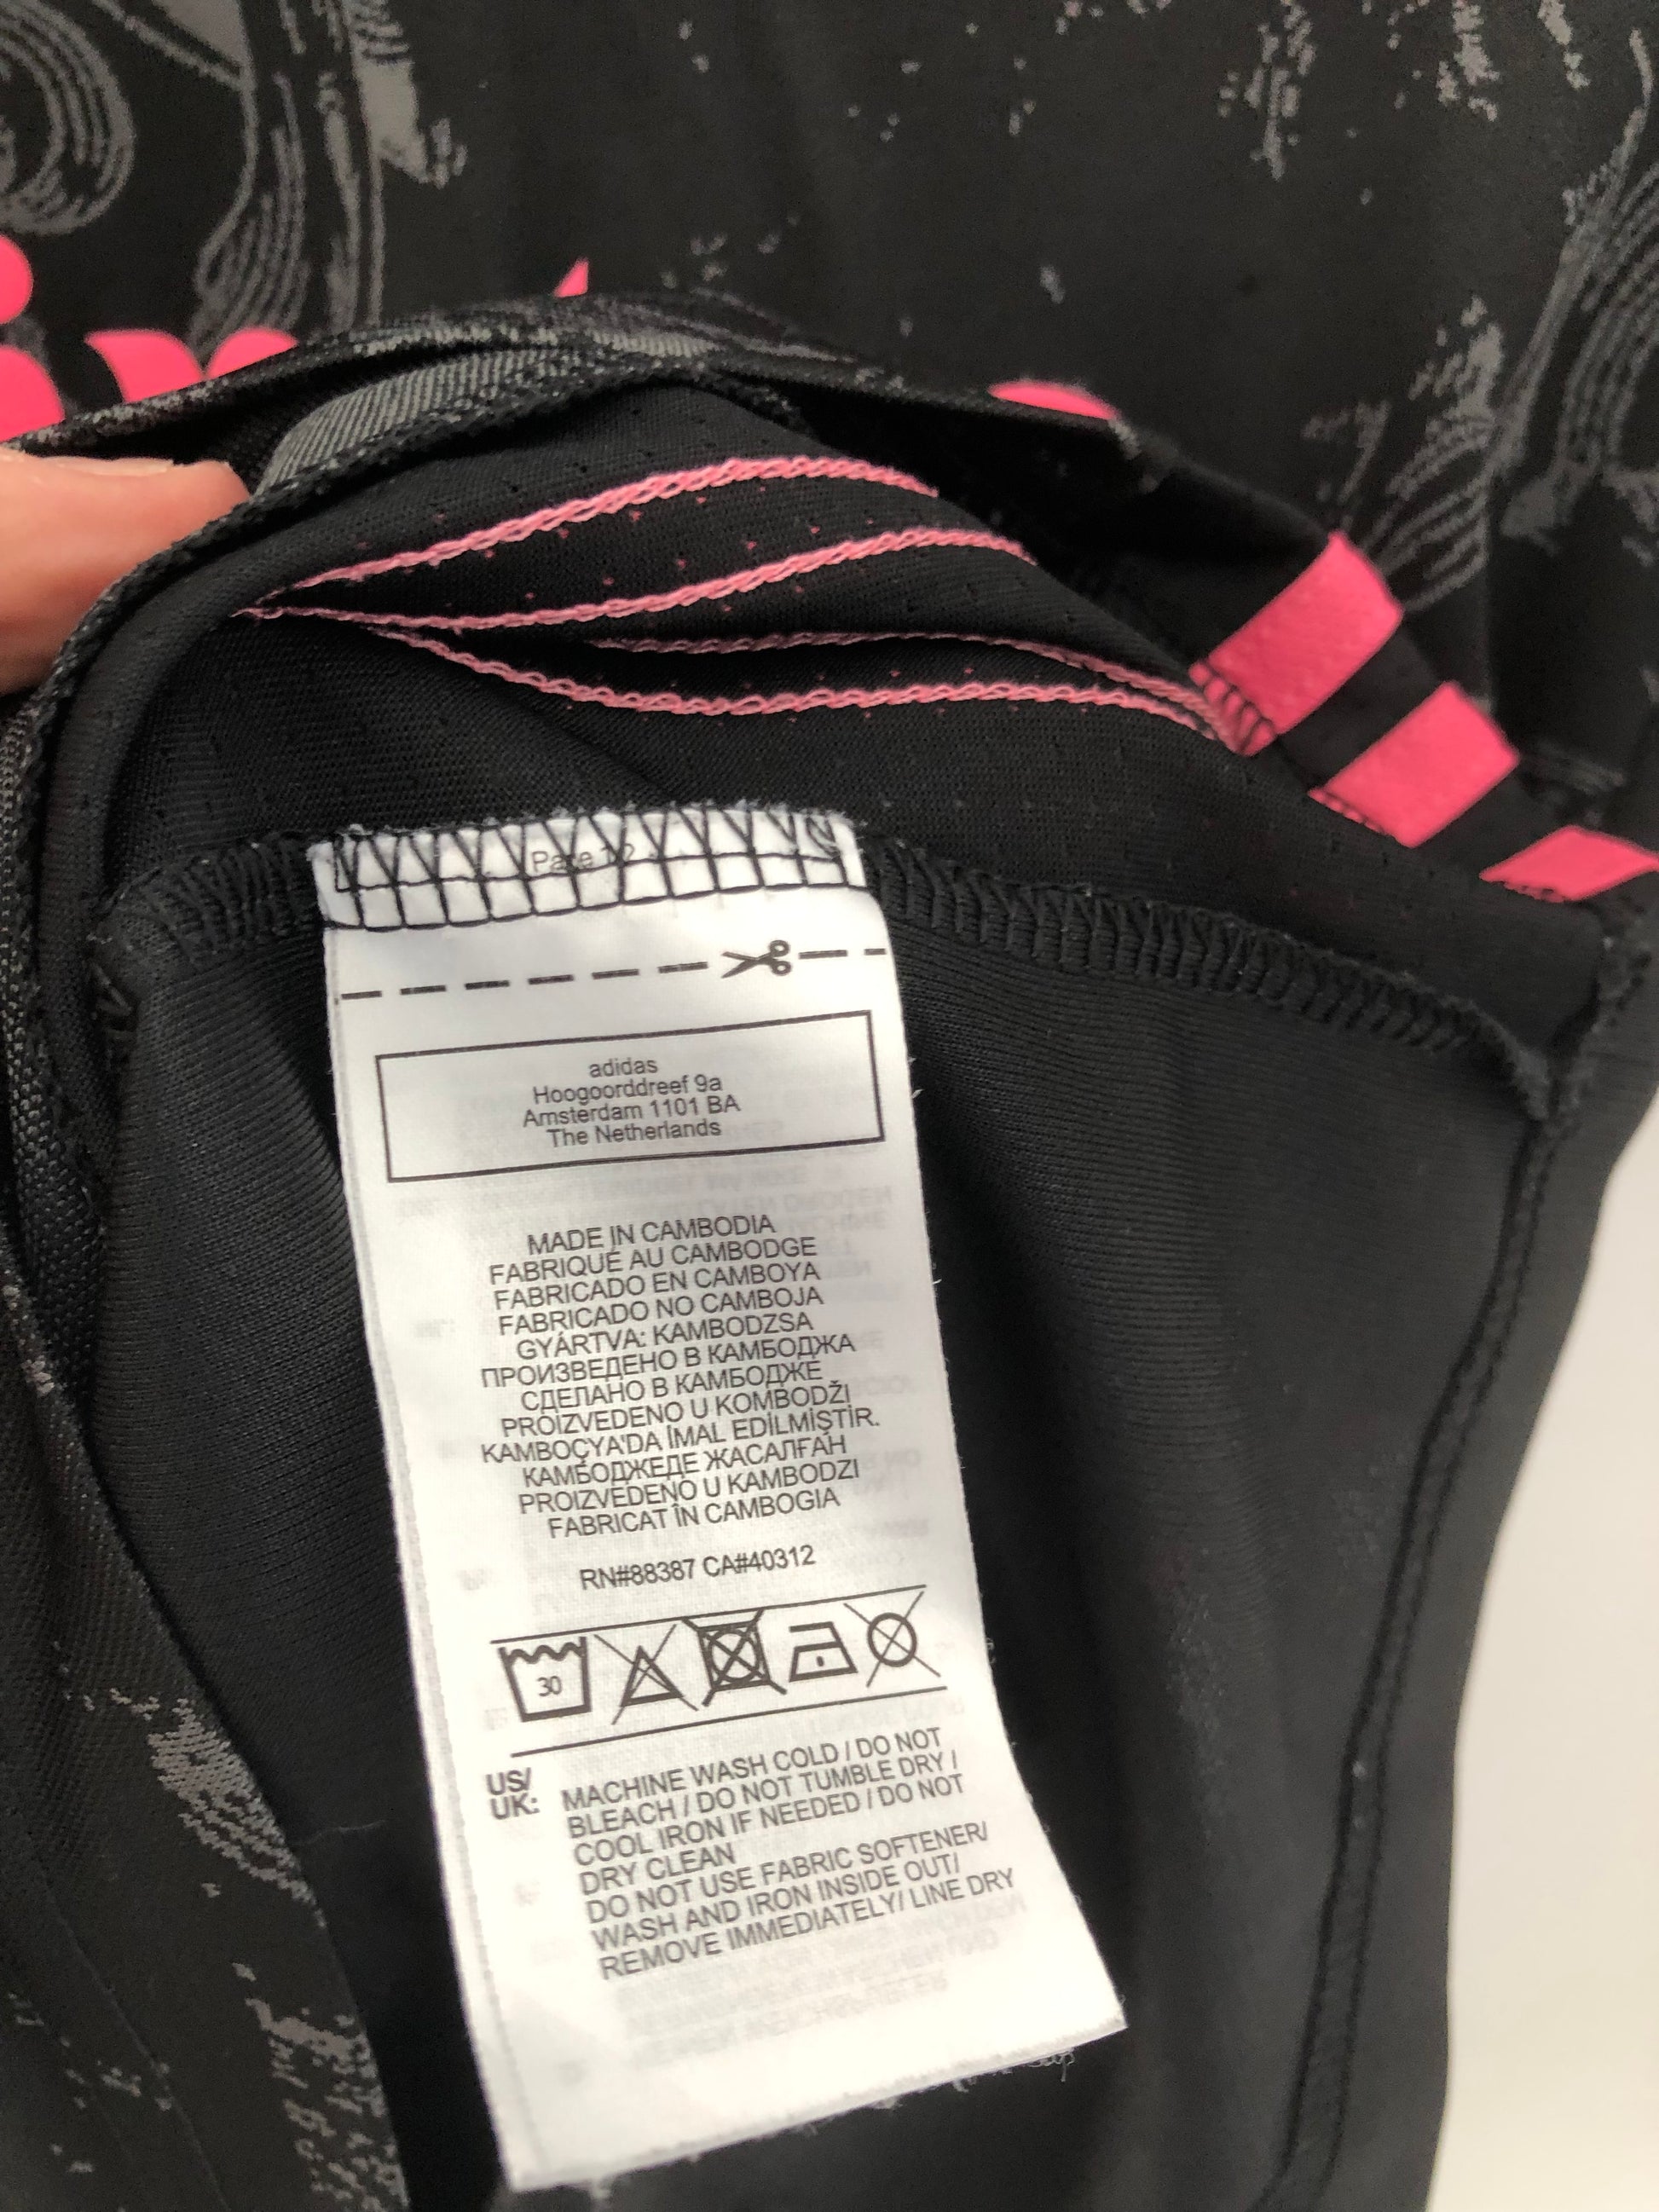 adidas
Hoogoorddreef 9a
Amsterdam 1101 BA
The Netherlands
MADE IN CAMBODIA
FABRIQUÉ AU CAMBODGE
FABRICADO EN CAMBOYA
FABRICADO NO CAMBOJA
GYÁRTVA: KAMBODZSA
ПРОИЗВЕДЕНО В КАМБОДЖА
СДЕЛАНО В КАМБОДЖЕ
PROIZVEDENO U KOMBODŽI
KAMBOÇYA'DA İMAL EDİLMİŞTİR.
КАМБОДЖЕДЕ ЖАСАЛҒАН
PROIZVEDENO U KAMBODZI
FABRICAT ÎN CAMBOGIA
RN#88387 CA#40312
30
US/ UK: MACHINE WASH COLD / DO NOT
BLEACH / DO NOT TUMBLE DRY /
COOL IRON IF NEEDED / DO NOT
DRY CLEAN
DO NOT USE FABRIC SOFTENER/
WASH AND IRON INSIDE OUT/
REMOVE IMMEDIATELY/ LINE DRY